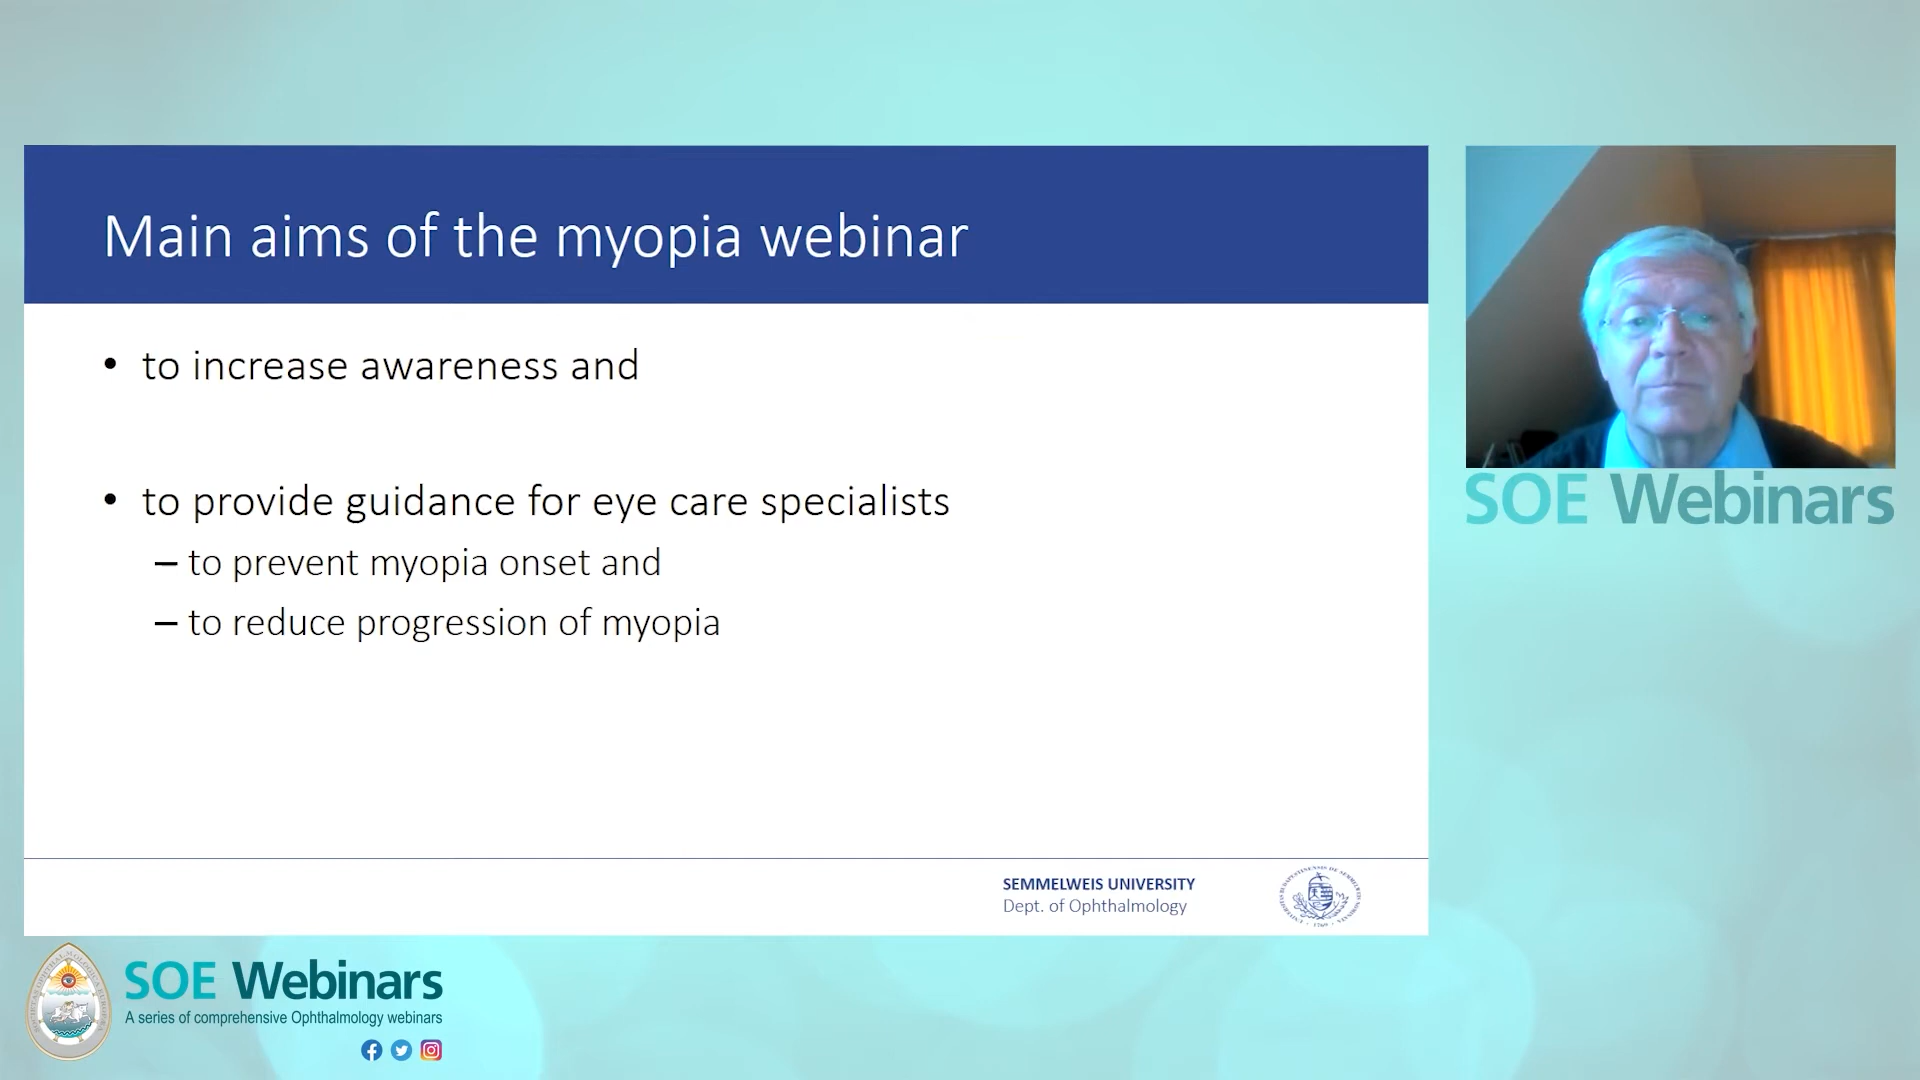 Main aims of the myopia webinar
• to increase awareness and
• to provide guidance for eye care specialists
– to prevent myopia onset and
– to reduce progression of myopia
SEMMELWEIS UNIVERSITY
Dept. of Ophthalmology
SOE Webinars
SOE Webinars
A series of comprehensive Ophthalmology webinars